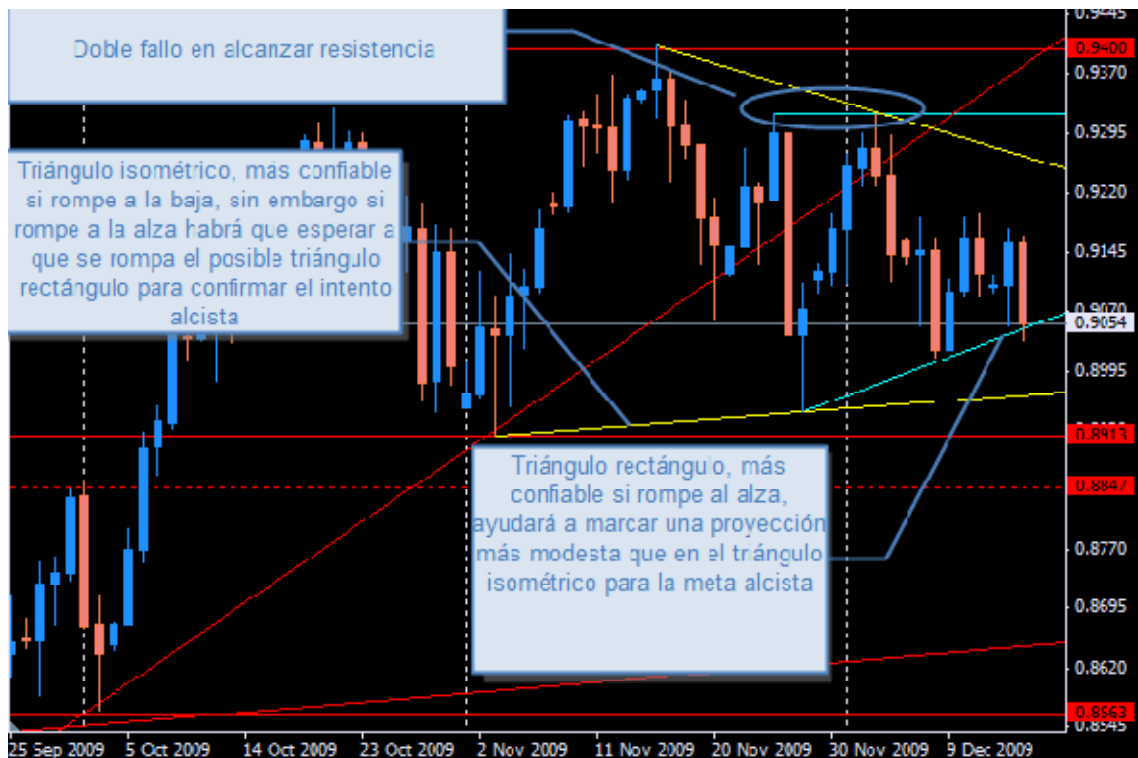 Doble fallo en alcanzar resistencia
Triángulo isométrico, más confiable
si rompe a la baja, sin embargo si
rompe a la alza habrá que esperar a
que se rompa el posible triángulo
rectángulo para confirmar el intento
alcista
Triángulo rectángulo, más
confiable si rompe al alza,
ayudará a marcar una proyección
más modesta que en el triángulo
isométrico para la meta alcista
0.9445
0.9400
0.9370
0.9295
0.9220
0.9145
0.9070
0.9054
0.8995
0.8913
0.8847
0.8770
0.8695
0.8620
0.8563
0.8545
25 Sep 2009 5 Oct 2009 14 Oct 2009 23 Oct 2009 2 Nov 2009 11 Nov 2009 20 Nov 2009 30 Nov 2009 9 Dec 2009